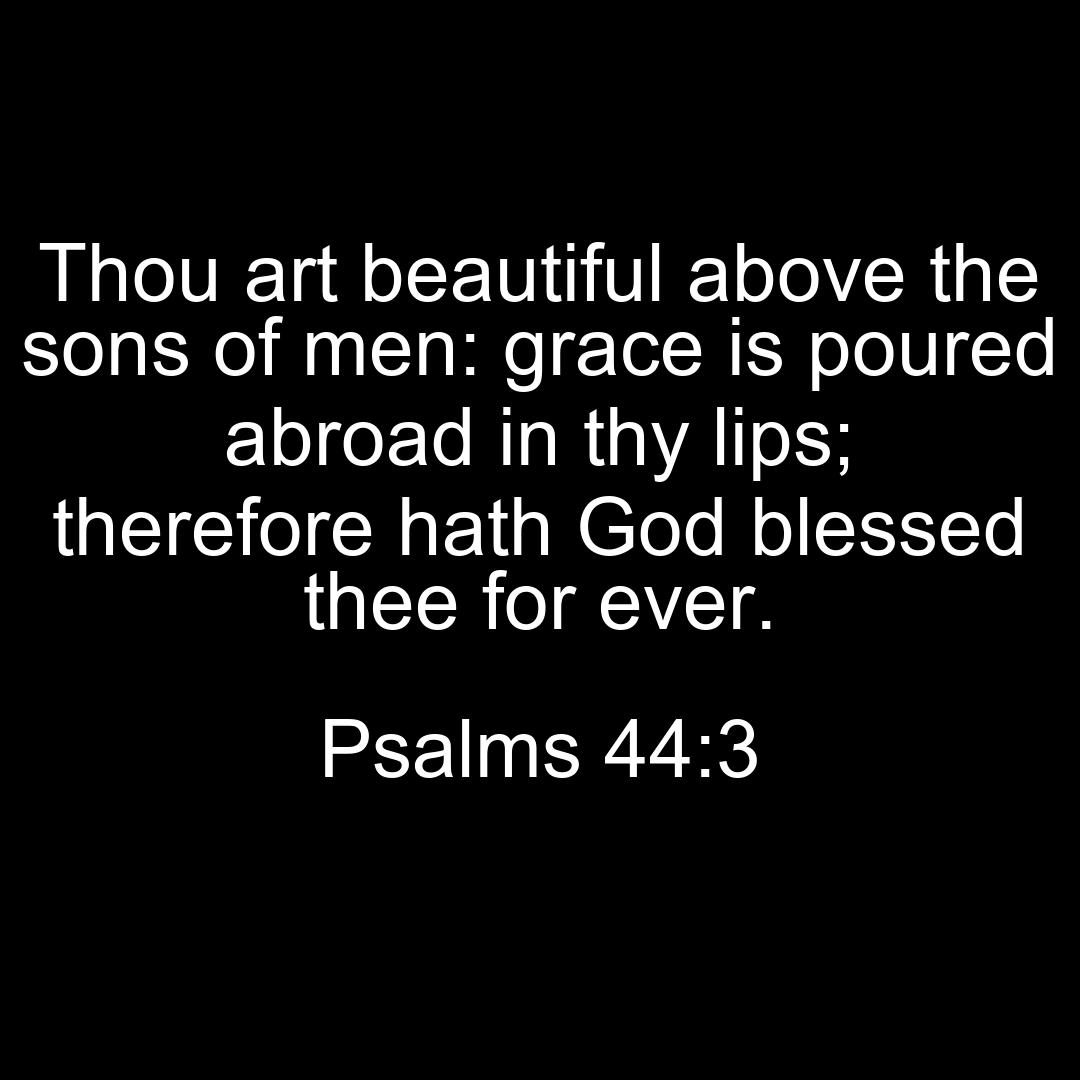 Thou art beautiful above the
sons of men: grace is poured
abroad in thy lips;
therefore hath God blessed
thee for ever.
Psalms 44:3